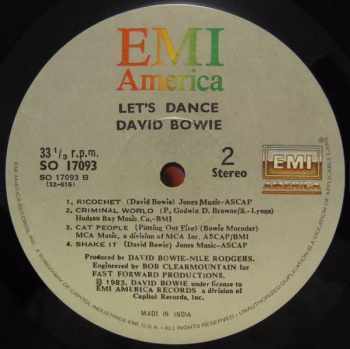 EMI
America
LET'S DANCE
DAVID BOWIE
33 1/3 r.p.m.
SO 17093
SO 17093 B
(32-616)
2
Stereo
EMI
AMERICA
1. RICOCHET (David Bowie) Jones Music-ASCAP
2. CRIMINAL WORLD (P. Godwin D. Browne/S.-Lyons)
Hudson Bay Music Co.-BMI
3. CAT PEOPLE (Putting Out Fire) (Bowie Moroder)
MCA Music, a division of MCA Inc. ASCAP/BMI
4. SHAKE IT (David Bowie) Jones Music-ASCAP
Produced by DAVID BOWIE-NILE RODGERS.
Engineered by BOB CLEARMOUNTAIN for
FAST FORWARD PRODUCTIONS.
Ⓟ 1983. DAVID BOWIE under license to
EMI AMERICA RECORDS a division of
Capitol Records, Inc.
MADE IN INDIA